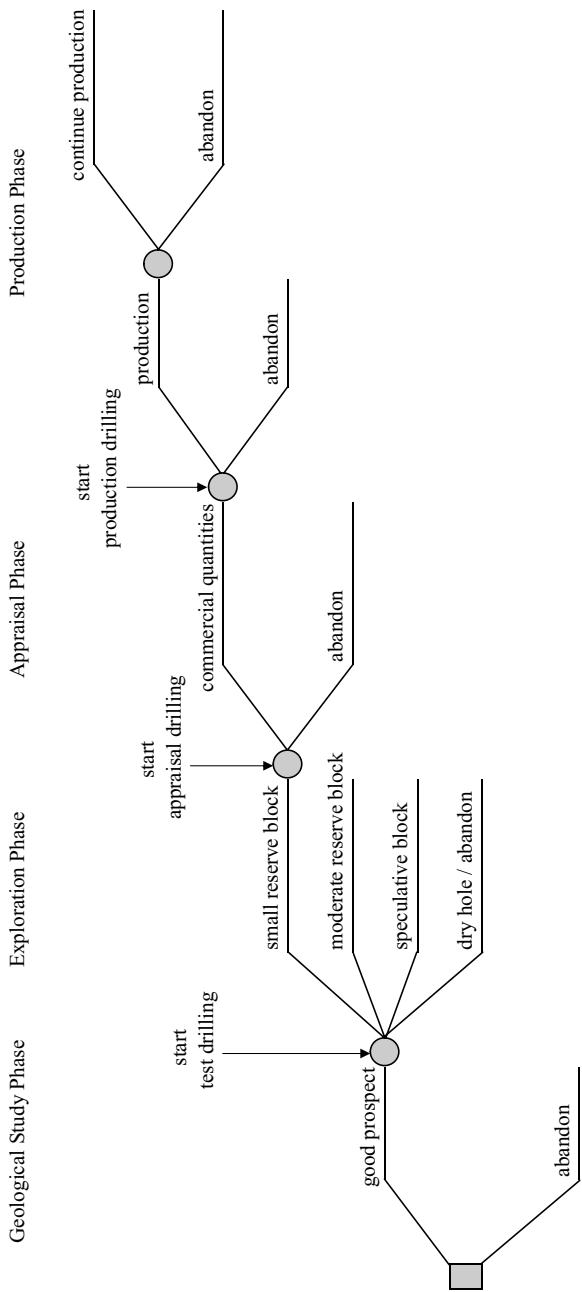 Geological Study Phase
Exploration Phase
Appraisal Phase
Production Phase
start
test drilling
start
appraisal drilling
start
production drilling
continue production
abandon
production
abandon
commercial quantities
abandon
small reserve block
moderate reserve block
speculative block
dry hole / abandon
good prospect
abandon